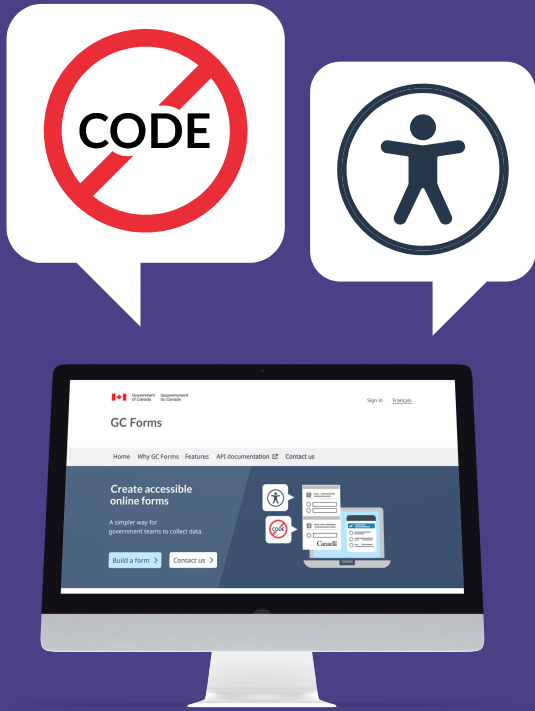 CODE
Government of Canada
Gouvernement du Canada
Sign in Français
GC Forms
Home Why GC Forms Features API documentation Contact us
Create accessible
online forms
A simpler way for
government teams to collect data.
Build a form Contact us
CODE
Canada